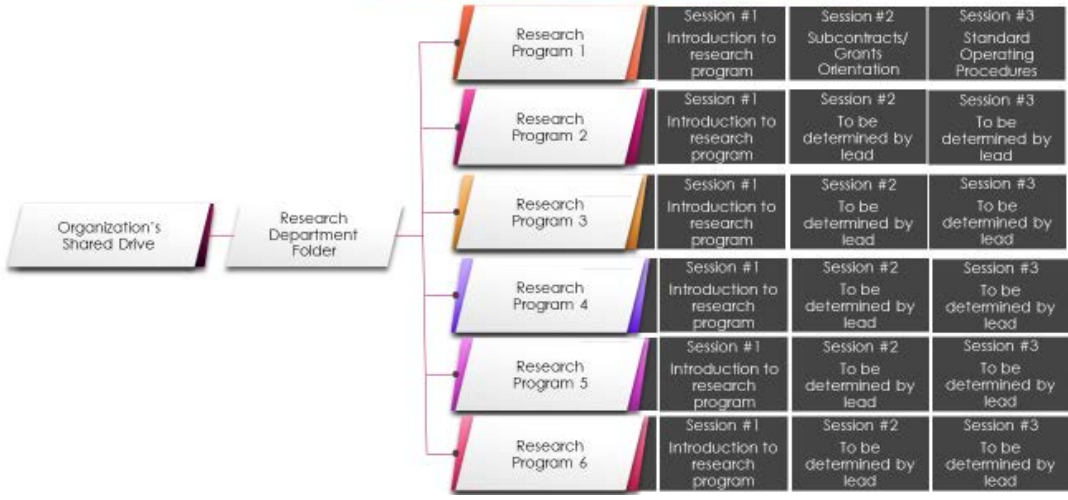 Organization's
Shared Drive
Research
Department
Folder
Research
Program 1
Session #1
Introduction to
research
program
Session #2
Subcontracts/
Grants
Orientation
Session #3
Standard
Operating
Procedures
Research
Program 2
Session #1
Introduction to
research
program
Session #2
To be
determined by
lead
Session #3
To be
determined by
lead
Research
Program 3
Session #1
Introduction to
research
program
Session #2
To be
determined by
lead
Session #3
To be
determined by
lead
Research
Program 4
Session #1
Introduction to
research
program
Session #2
To be
determined by
lead
Session #3
To be
determined by
lead
Research
Program 5
Session #1
Introduction to
research
program
Session #2
To be
determined by
lead
Session #3
To be
determined by
lead
Research
Program 6
Session #1
Introduction to
research
program
Session #2
To be
determined by
lead
Session #3
To be
determined by
lead